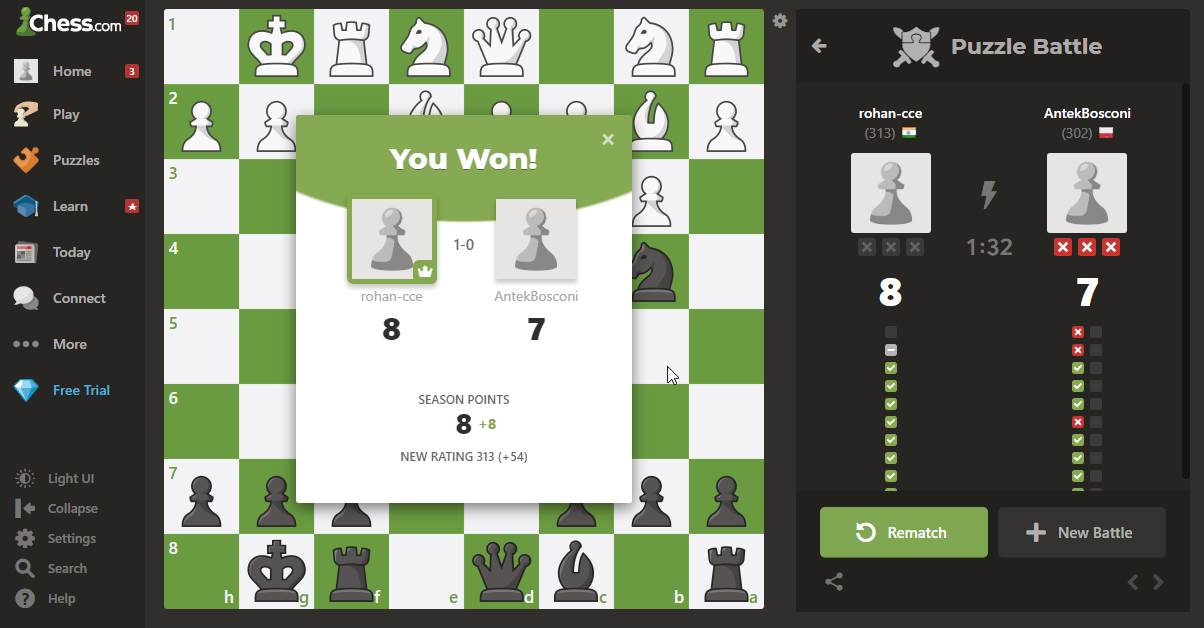 Chess.com 20
Home 3
Play
Puzzles
Learn
Today
Connect
More
Free Trial
Light UI
Collapse
Settings
Search
Help
1
2
3
4
5
6
7
8
h g f e d c b a
You Won!
1-0
rohan-cce AntekBosconi
8 7
SEASON POINTS
8 +8
NEW RATING 313 (+54)
Puzzle Battle
rohan-cce AntekBosconi
(313) (302)
1:32
8 7
Rematch
New Battle